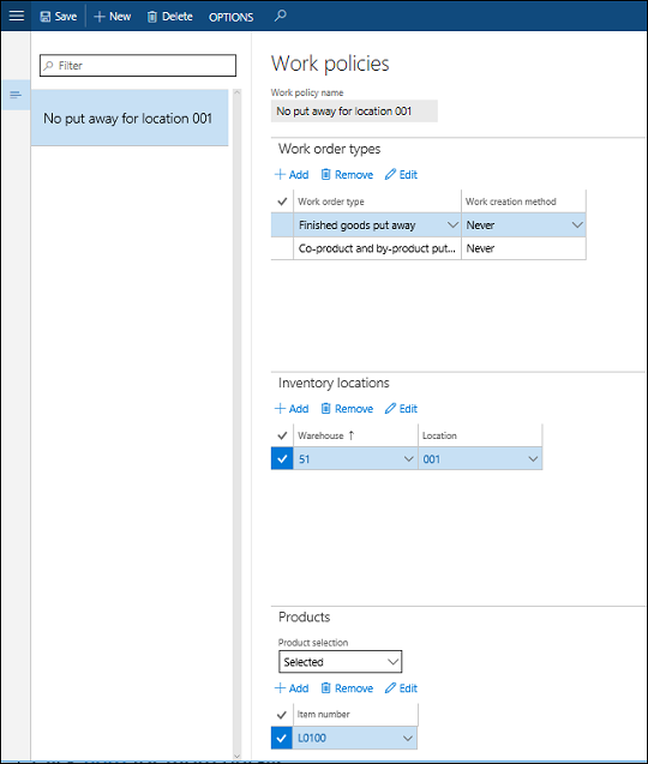 Save New Delete OPTIONS
Filter
No put away for location 001
Work policies
Work policy name
No put away for location 001
Work order types
Add Remove Edit
Work order type Work creation method
Finished goods put away Never
Co-product and by-product put... Never
Inventory locations
Add Remove Edit
Warehouse ↑ Location
51 001
Products
Product selection
Selected
Add Remove Edit
Item number
L0100